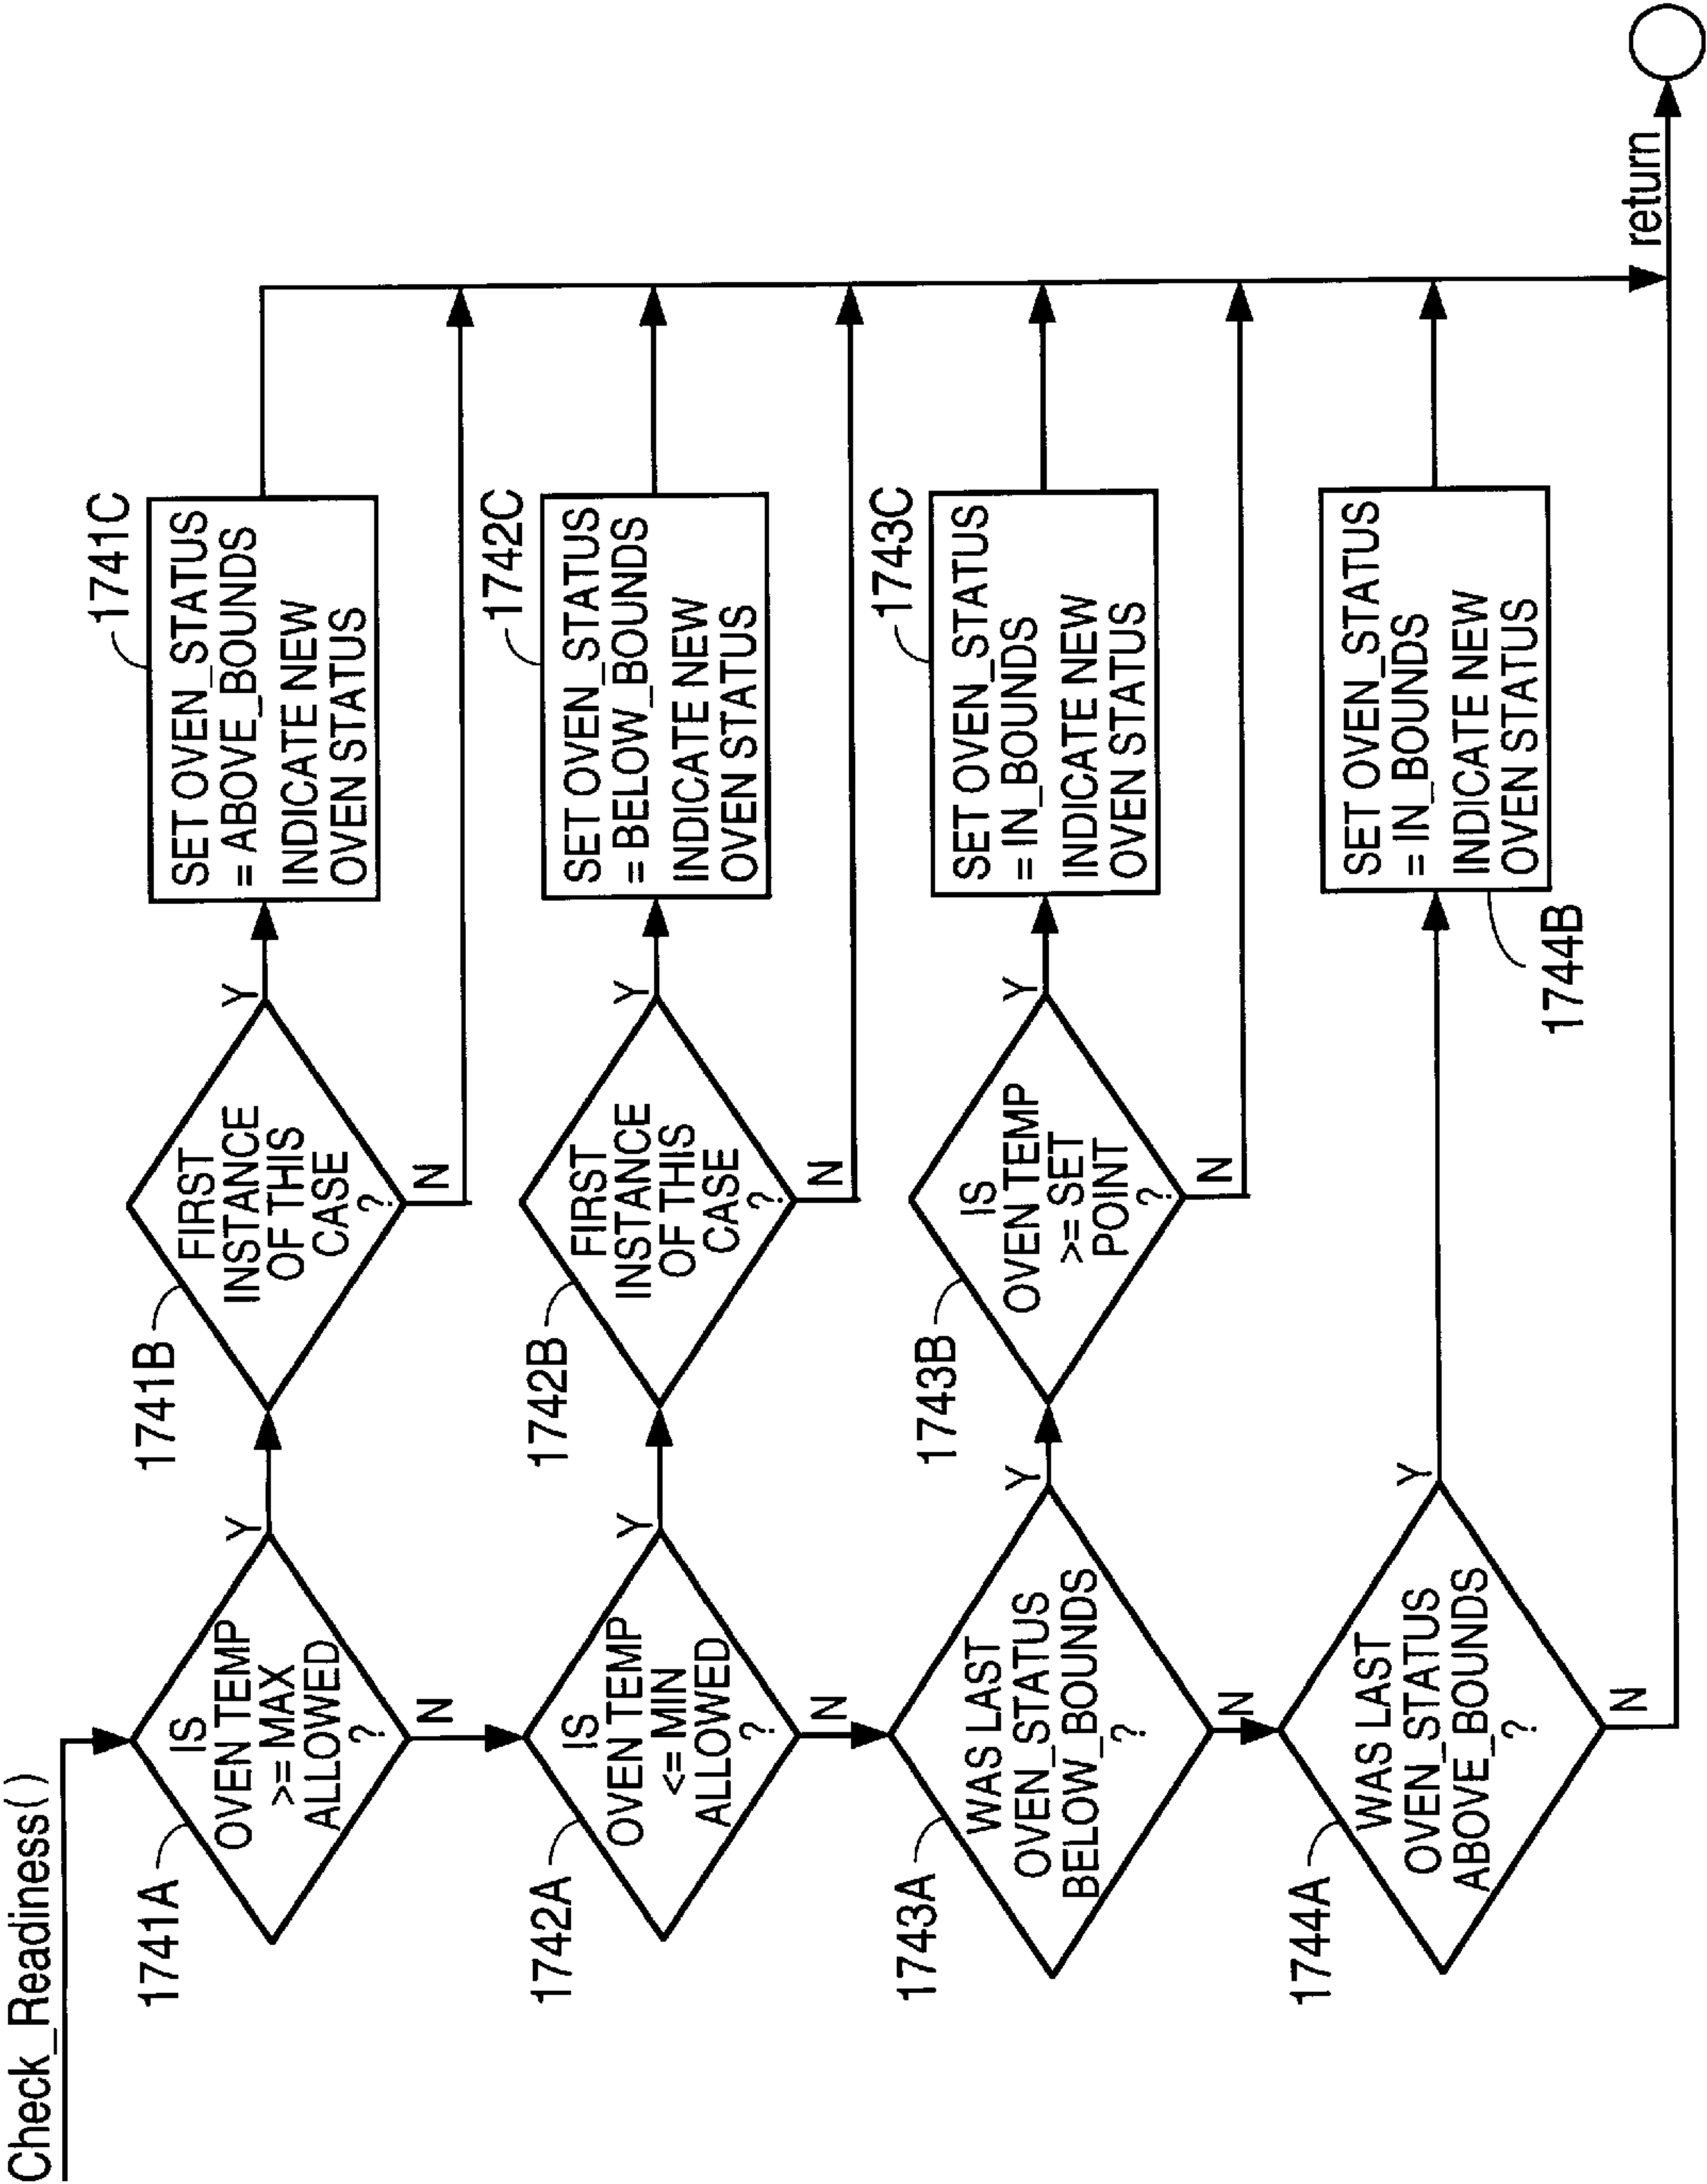 Check_Readiness()
1741A
IS
OVEN TEMP
>= MAX
ALLOWED
?
Y
N
1741B
FIRST
INSTANCE
OF THIS
CASE
?
Y
N
1741C
SET OVEN_STATUS
= ABOVE_BOUNDS
INDICATE NEW
OVEN STATUS
1742A
IS
OVEN TEMP
<= MIN
ALLOWED
?
Y
N
1742B
FIRST
INSTANCE
OF THIS
CASE
?
Y
N
1742C
SET OVEN_STATUS
= BELOW_BOUNDS
INDICATE NEW
OVEN STATUS
1743A
WAS LAST
OVEN_STATUS
BELOW_BOUNDS
?
Y
N
1743B
IS
OVEN TEMP
>= SET
POINT
?
Y
N
1743C
SET OVEN_STATUS
= IN_BOUNDS
INDICATE NEW
OVEN STATUS
1744A
WAS LAST
OVEN_STATUS
ABOVE_BOUNDS
?
Y
N
1744B
SET OVEN_STATUS
= IN_BOUNDS
INDICATE NEW
OVEN STATUS
return